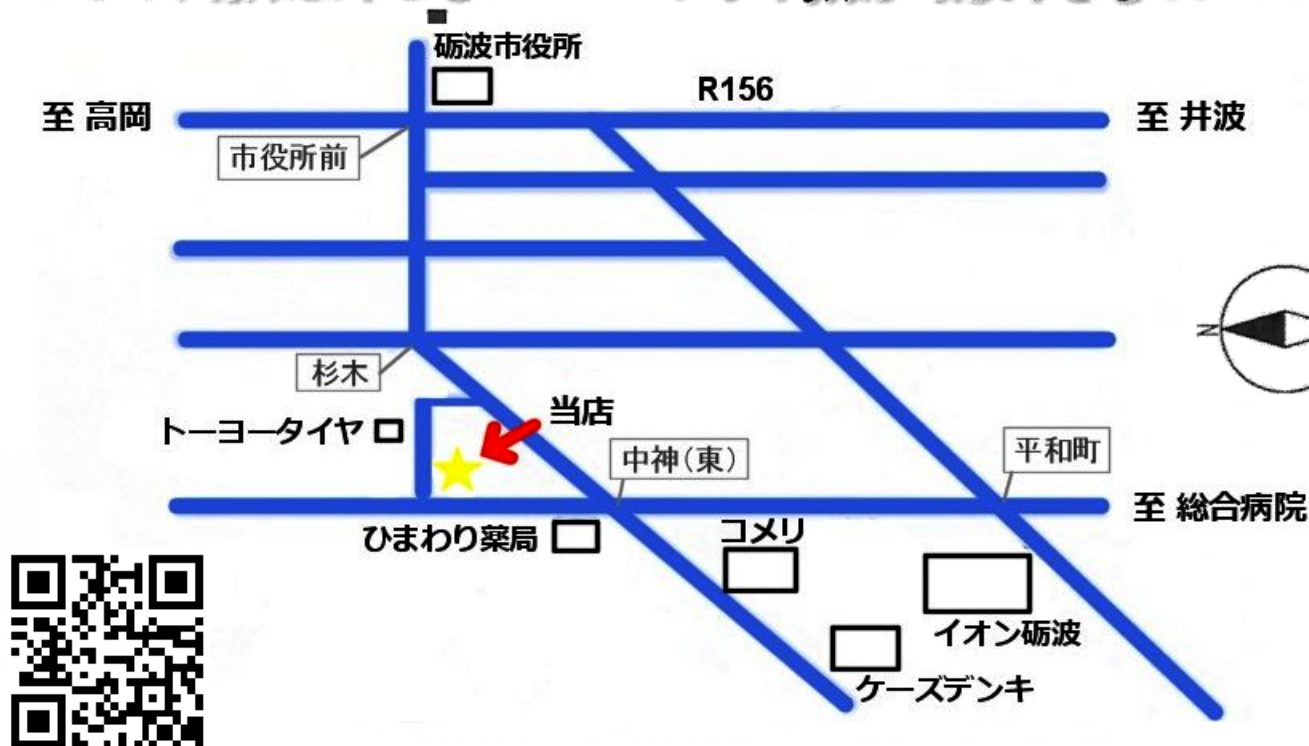 砺波市役所
R156
至 高岡
至 井波
市役所前
杉木
トーヨータイヤ
当店
中神(東)
平和町
至 総合病院
ひまわり薬局
コメリ
イオン砺波
ケーズデンキ
N